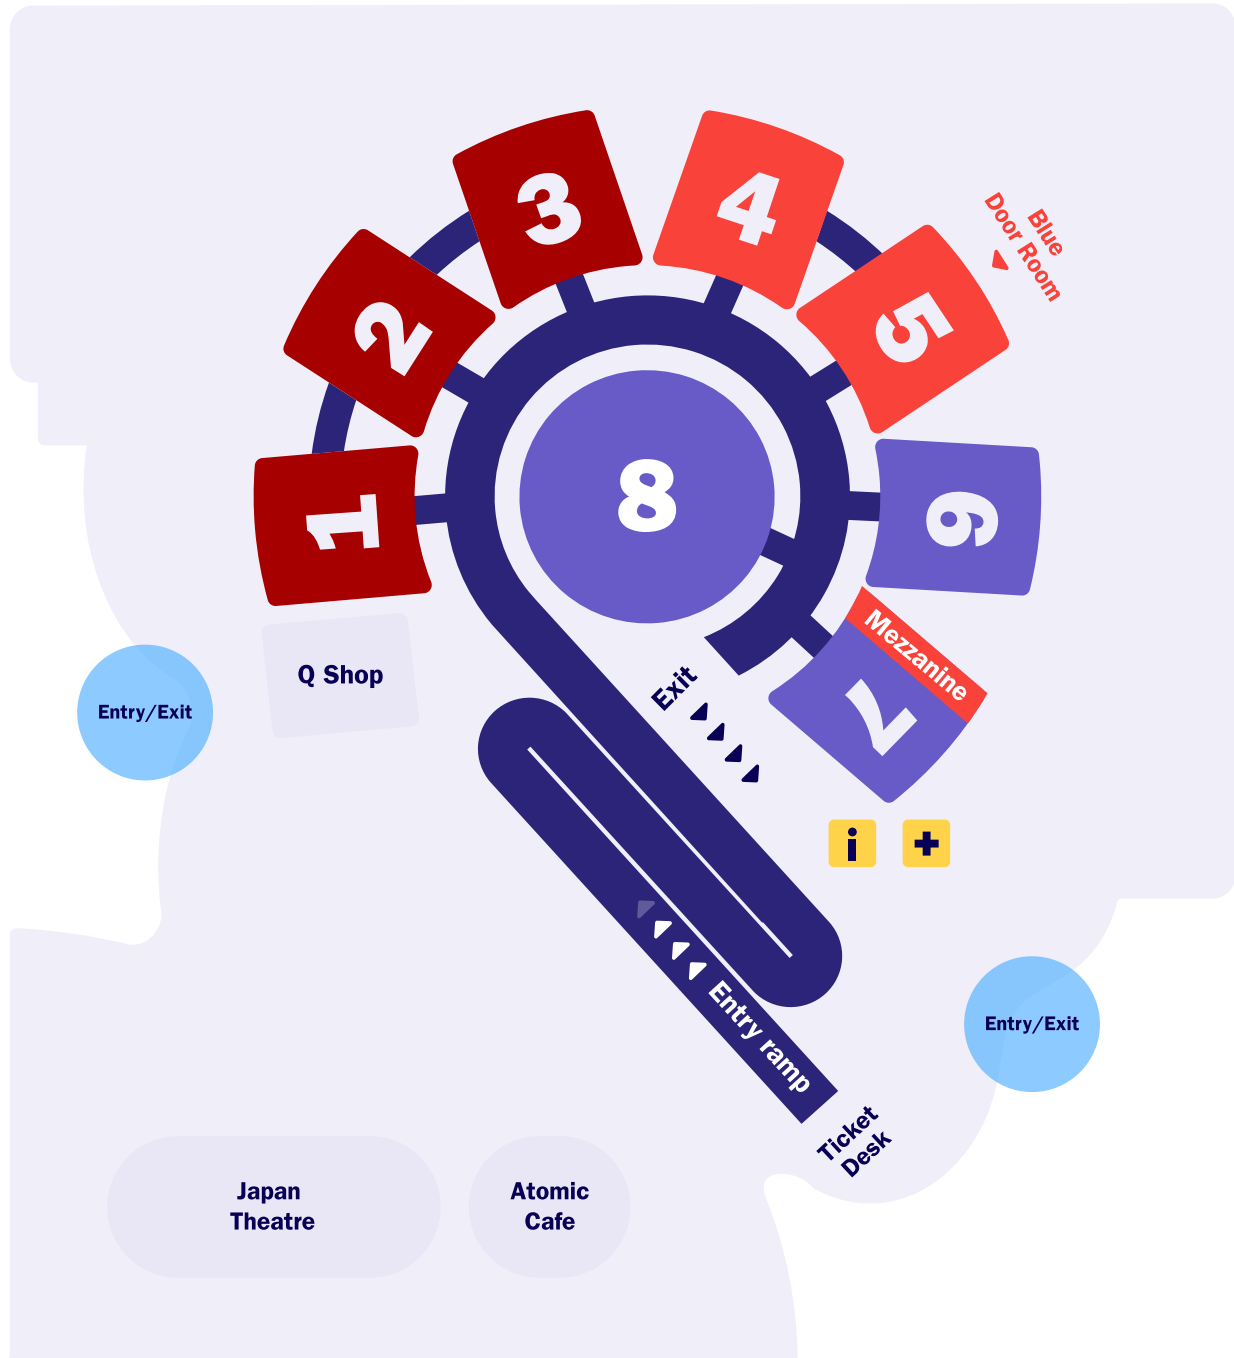 3
4
Blue
Door Room
2
5
1
8
6
Mezzanine
7
Q Shop
Exit
Entry/Exit
i
+
Entry ramp
Entry/Exit
Ticket
Desk
Japan
Theatre
Atomic
Cafe